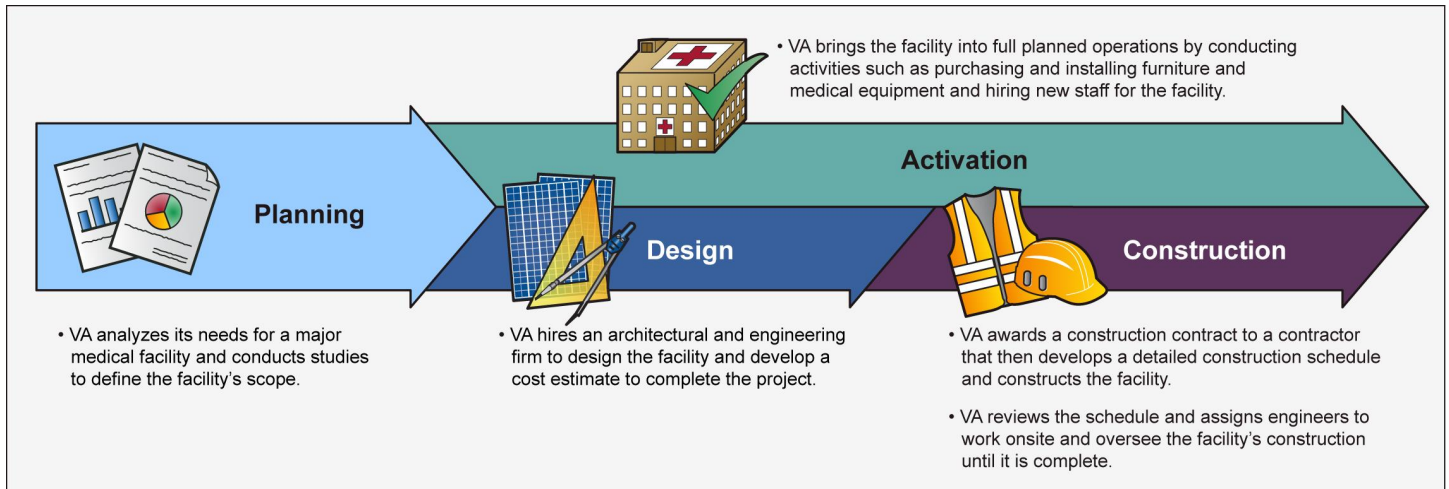 • VA brings the facility into full planned operations by conducting
activities such as purchasing and installing furniture and
medical equipment and hiring new staff for the facility.
Activation
Planning
Design
Construction
• VA analyzes its needs for a major
medical facility and conducts studies
to define the facility's scope.
• VA hires an architectural and engineering
firm to design the facility and develop a
cost estimate to complete the project.
• VA awards a construction contract to a contractor
that then develops a detailed construction schedule
and constructs the facility.
• VA reviews the schedule and assigns engineers to
work onsite and oversee the facility's construction
until it is complete.